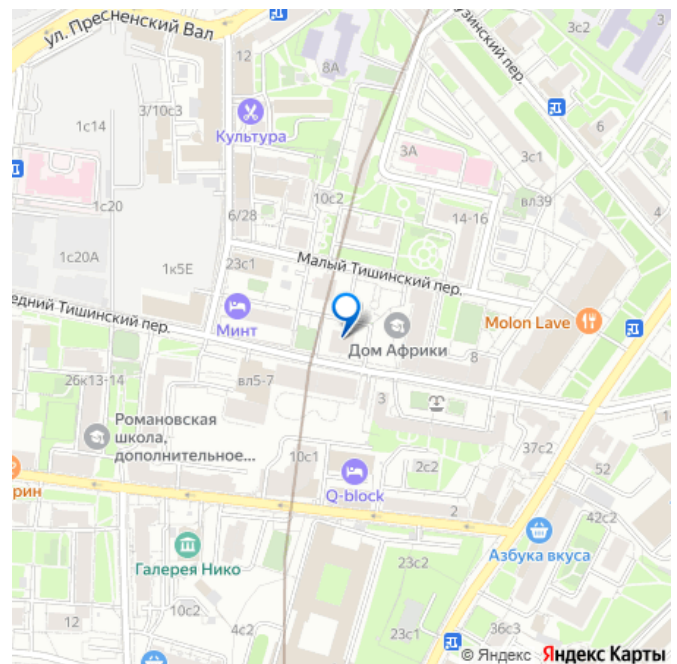 ул. Пресненский Вал
узинский пер.
3с2
12
8А
3/10с3
Культура
1с14
6
3А
3с1
10с2
вл39
1с20
6/28
14-16
4
1с20А
Малый Тишинский пер.
23с1
1к5Е
едний Тишинский пер.
Минт
Molon Lave
Дом Африки
8
26к13-14
вл5-7
3
Романовская
школа,
дополнительное...
37с2
10с1
2с2
52
рин
Q-block
2
42с2
Азбука вкуса
Галерея Нико
23с2
10с2
12
4с2
23с1
36с3
© Яндекс Яндекс Карты